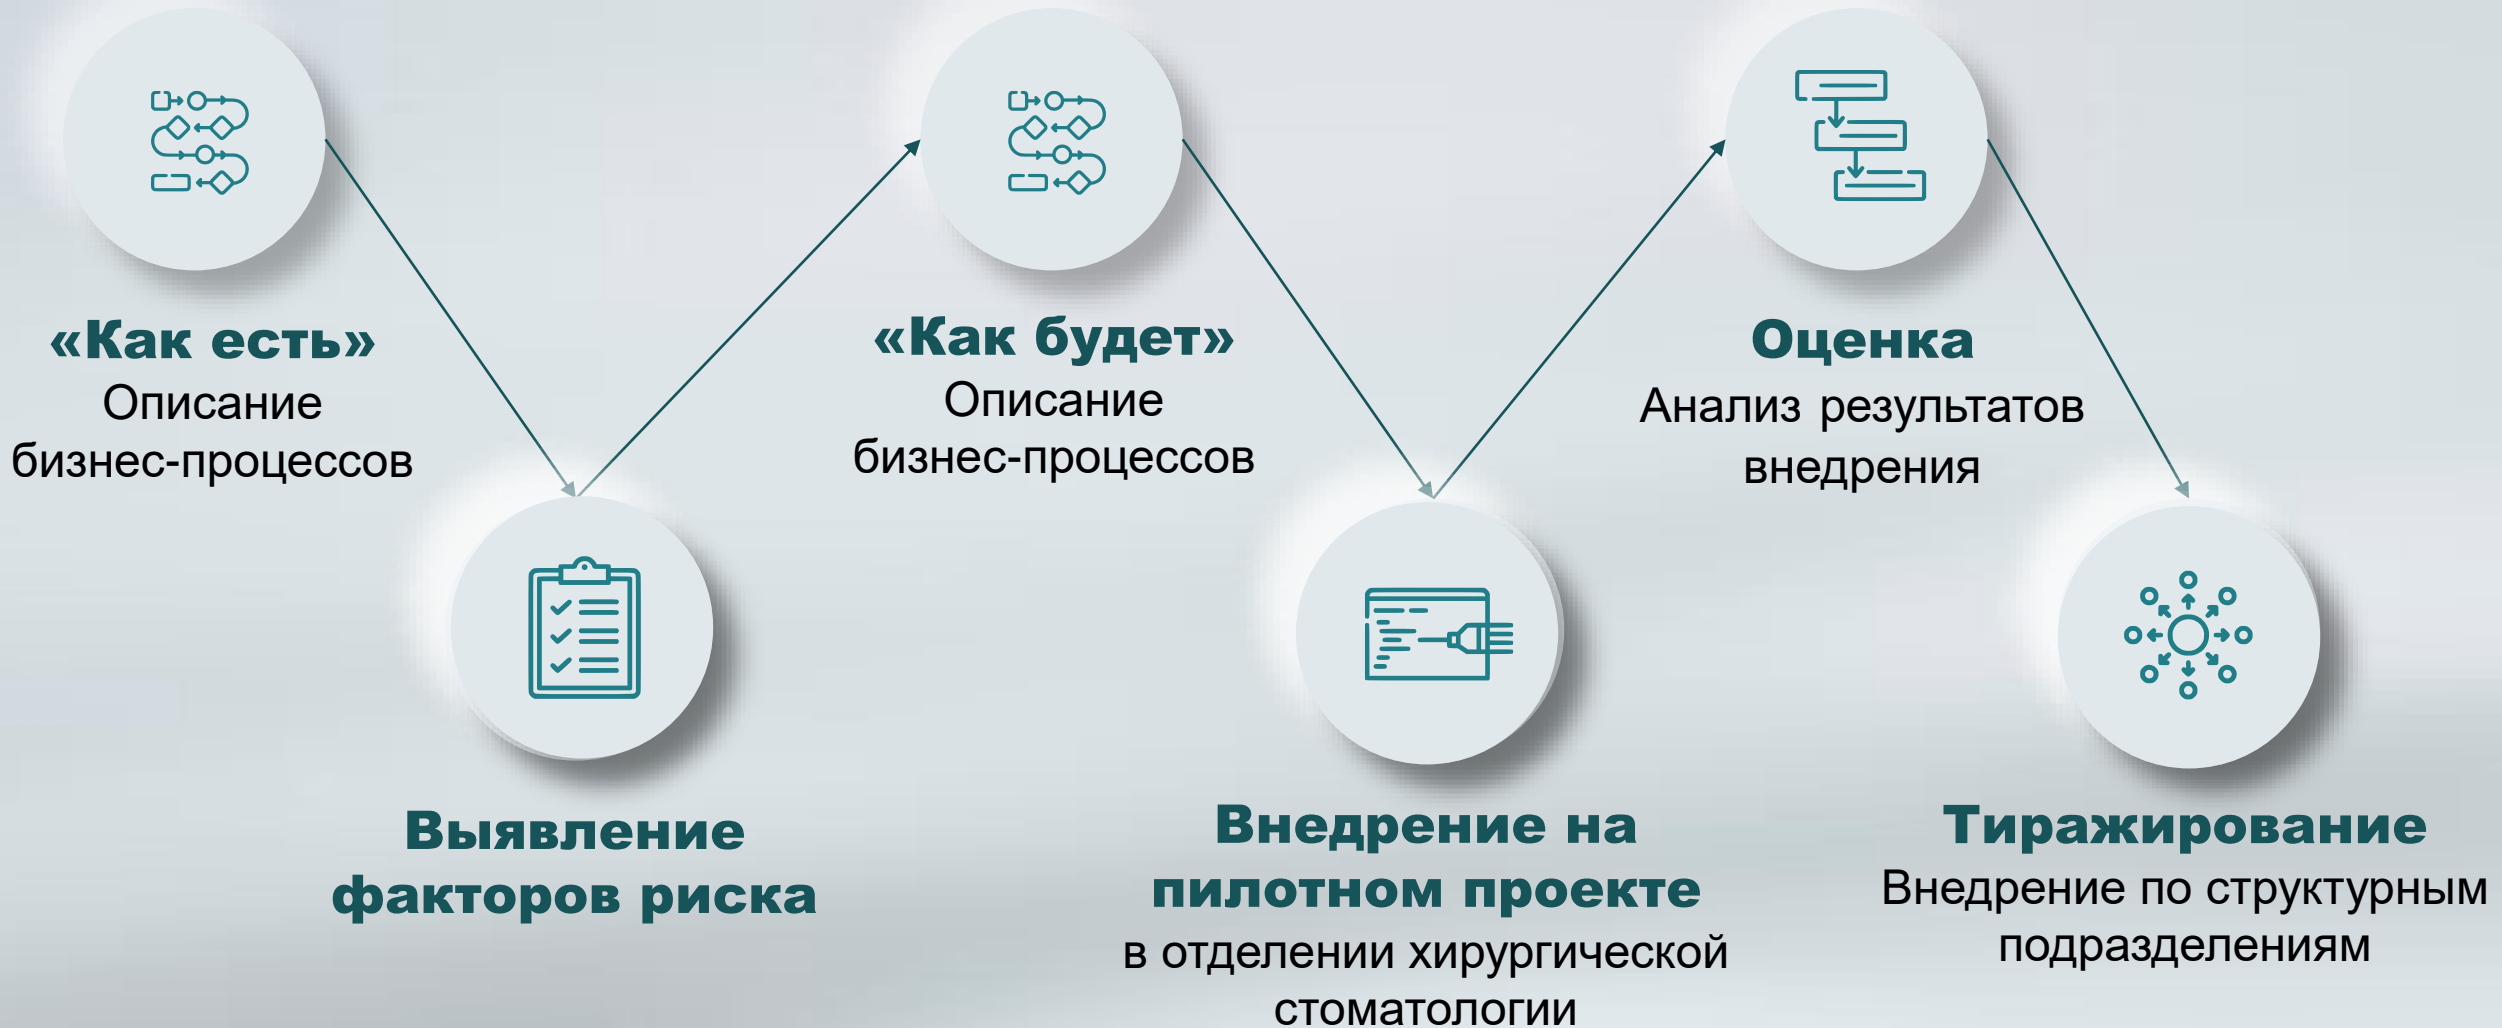 «Как есть»
Описание
бизнес-процессов
Выявление
факторов риска
«Как будет»
Описание
бизнес-процессов
Внедрение на
пилотном проекте
в отделении хирургической
стоматологии
Оценка
Анализ результатов
внедрения
Тиражирование
Внедрение по структурным
подразделениям